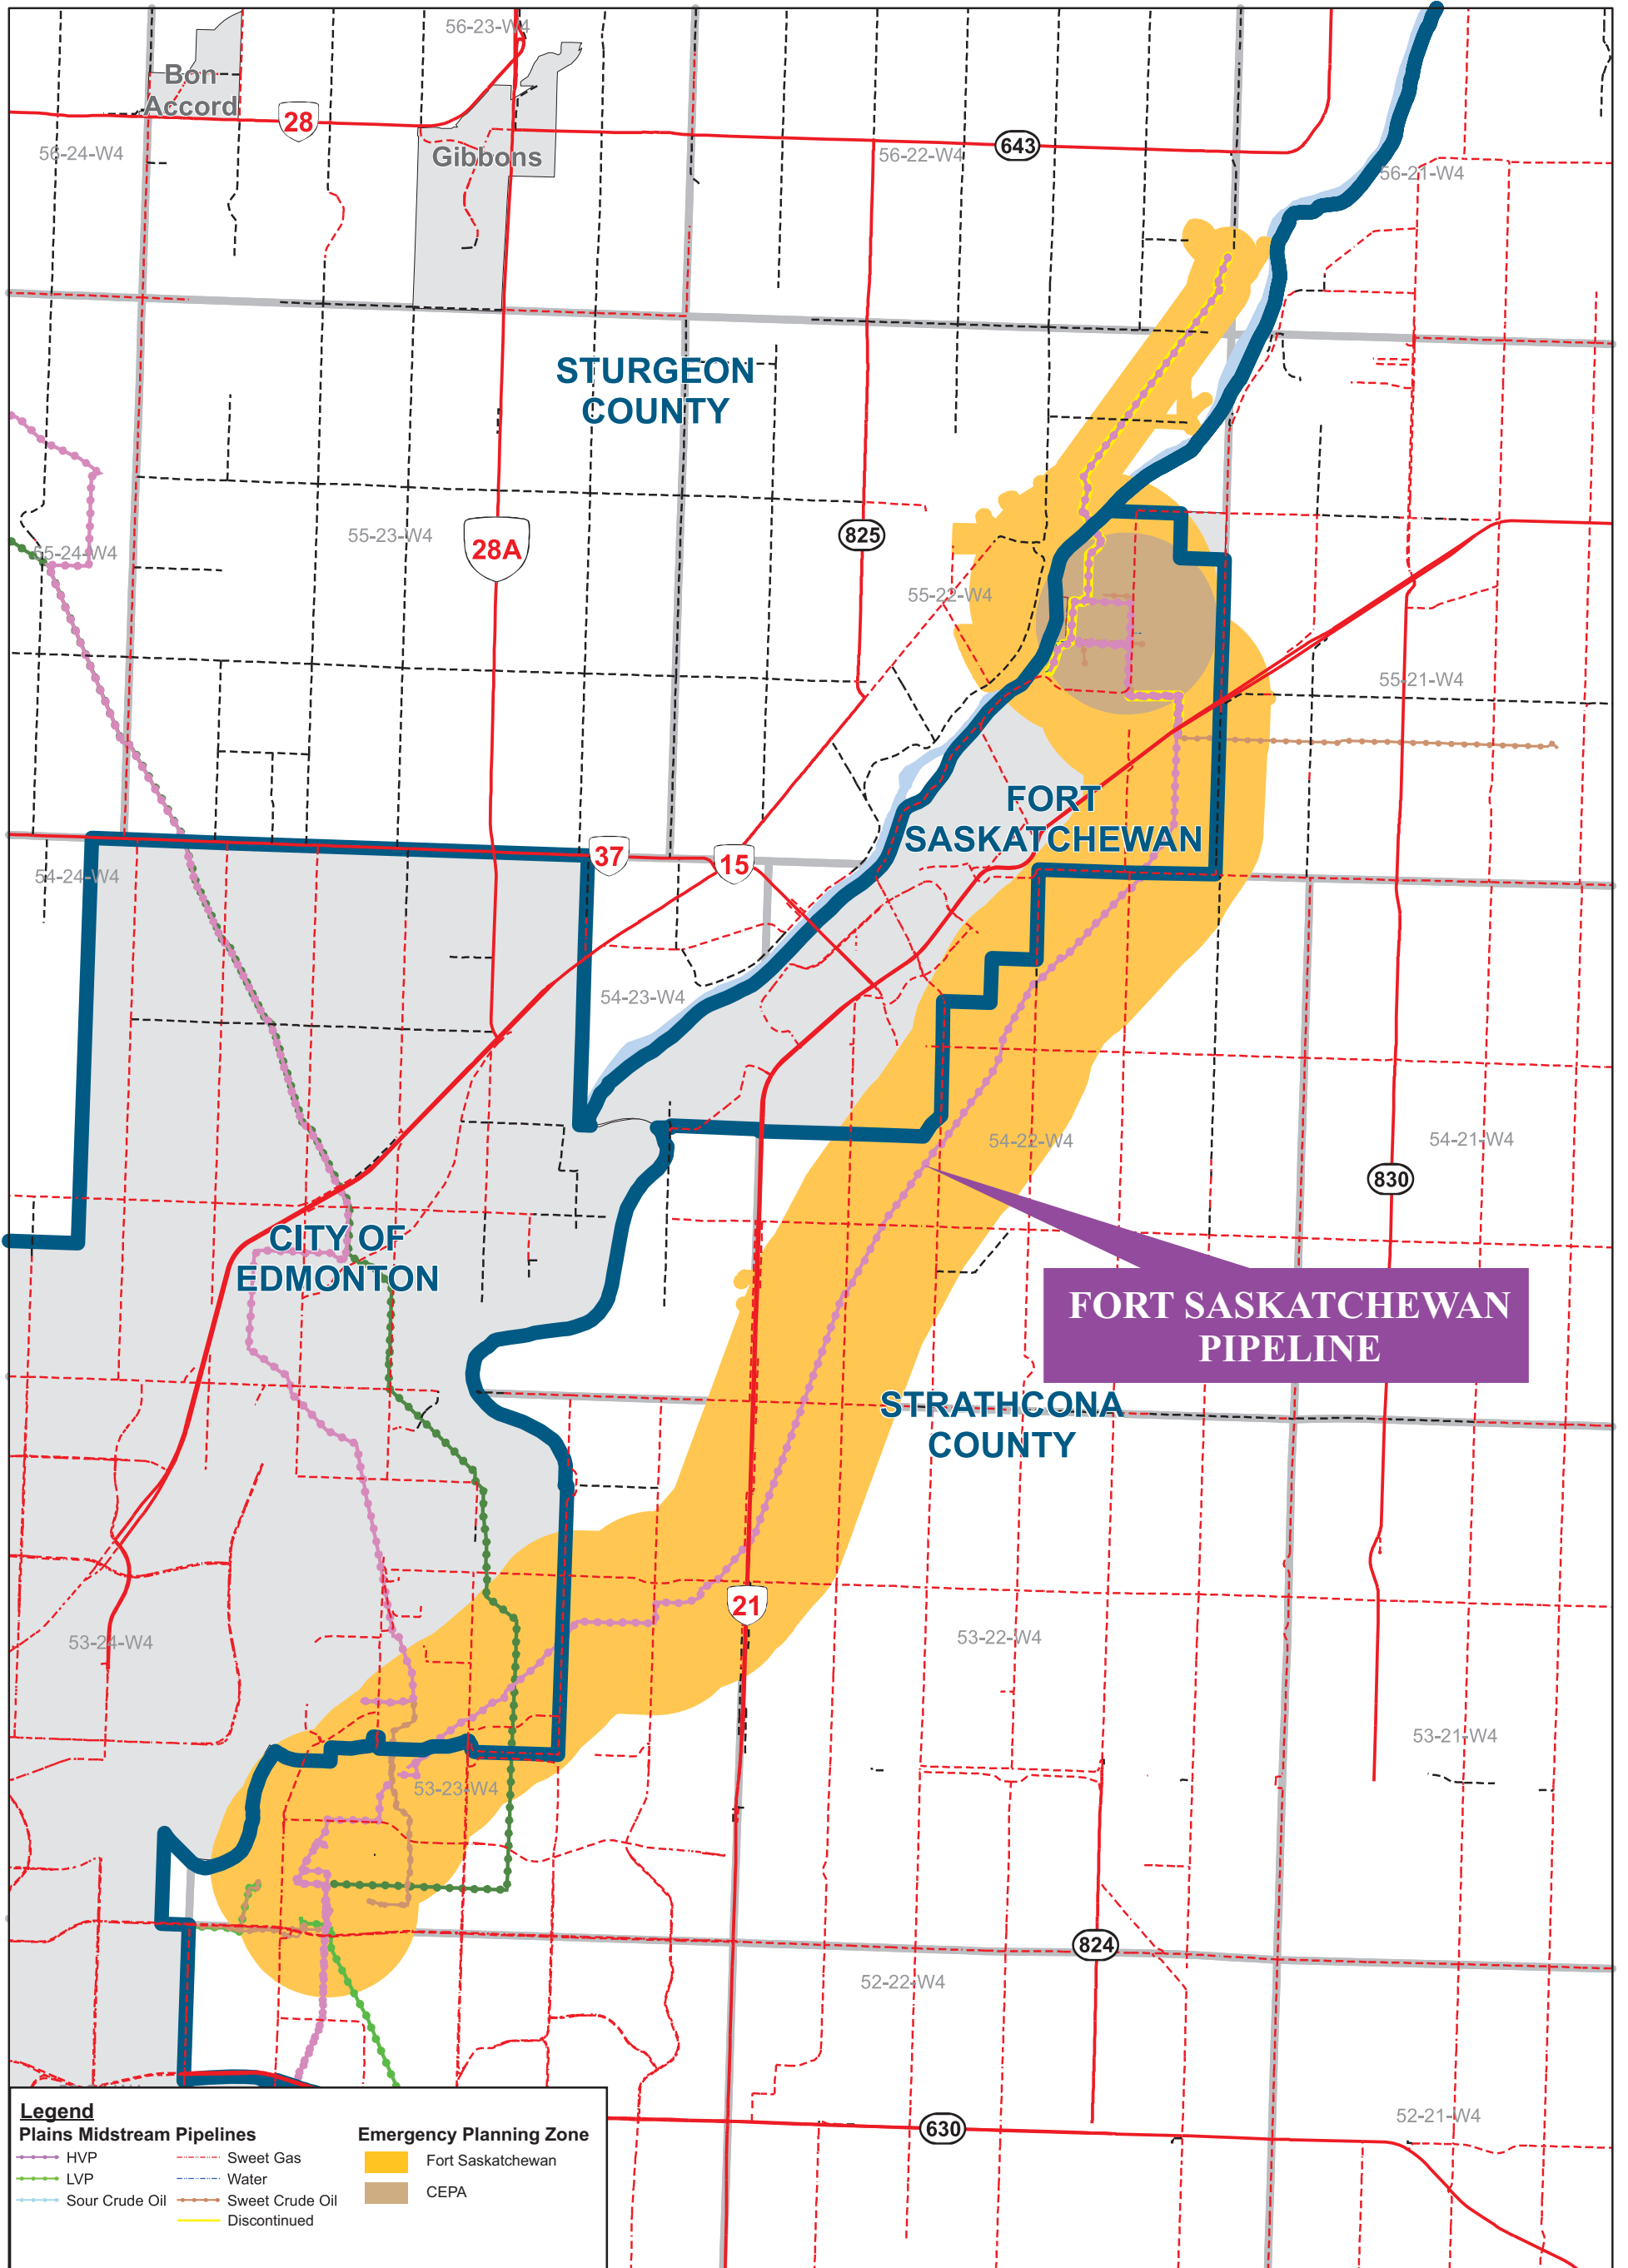 56-23-W4
Bon
Accord
28
Gibbons
643
56-24-W4
56-22-W4
56-21-W4
STURGEON
COUNTY
55-24-W4
55-23-W4
28A
825
55-22-W4
55-21-W4
FORT
SASKATCHEWAN
37
15
54-24-W4
54-23-W4
54-22-W4
54-21-W4
830
CITY OF
EDMONTON
FORT SASKATCHEWAN
PIPELINE
STRATHCONA
COUNTY
21
53-24-W4
53-22-W4
53-21-W4
53-23-W4
824
52-22-W4
52-21-W4
630
Legend
Plains Midstream Pipelines
HVP
LVP
Sour Crude Oil
Sweet Gas
Water
Sweet Crude Oil
Discontinued
Emergency Planning Zone
Fort Saskatchewan
CEPA